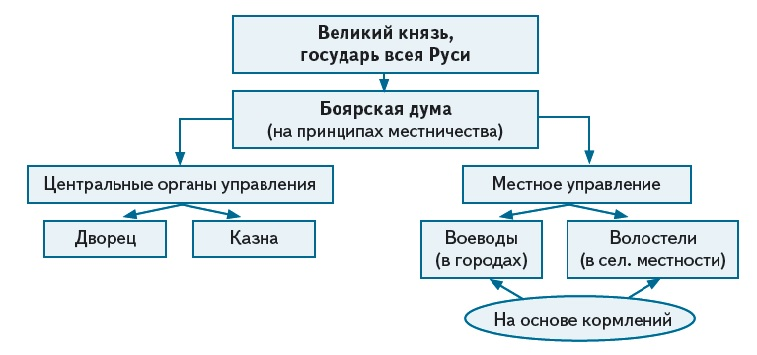 Великий князь,
государь всея Руси
Боярская дума
(на принципах местничества)
Центральные органы управления
Местное управление
Дворец
Казна
Воеводы
(в городах)
Волостели
(в сел. местности)
На основе кормлений